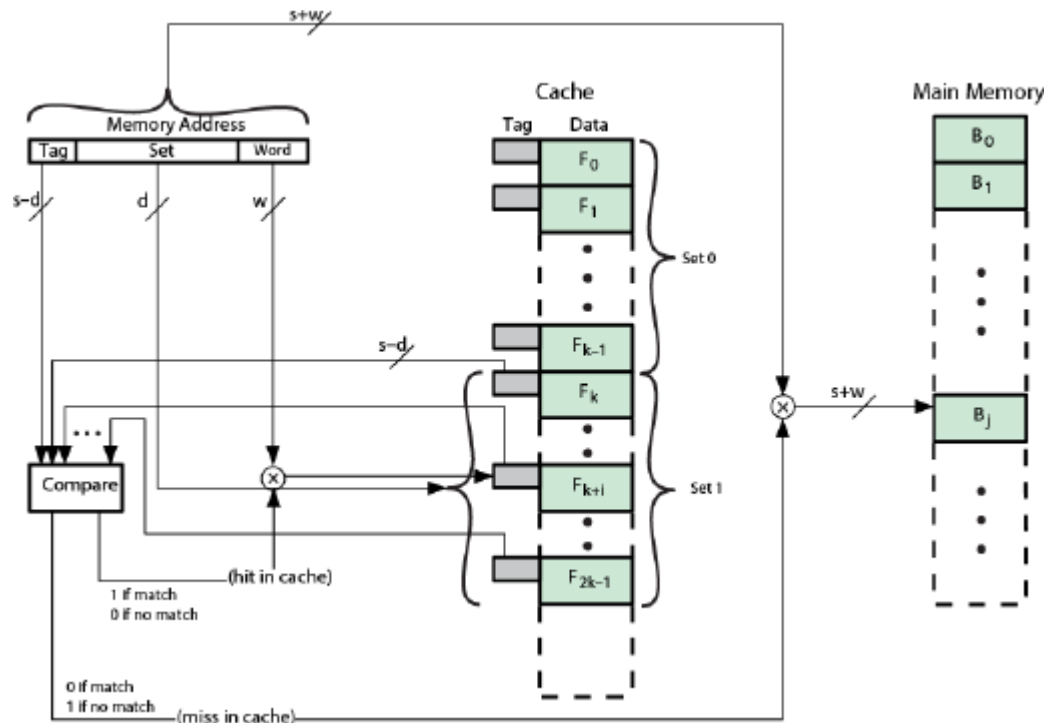 s+w
Cache
Main Memory
Memory Address
Tag Data
Tag Set Word
F0
B0
F1
B1
s–d d w
Set 0
Fk–1
s–d
Fk
s+w
Bj
Compare
Fk+i
Set 1
(hit in cache)
F2k–1
1 if match
0 if no match
0 if match
1 if no match
(miss in cache)